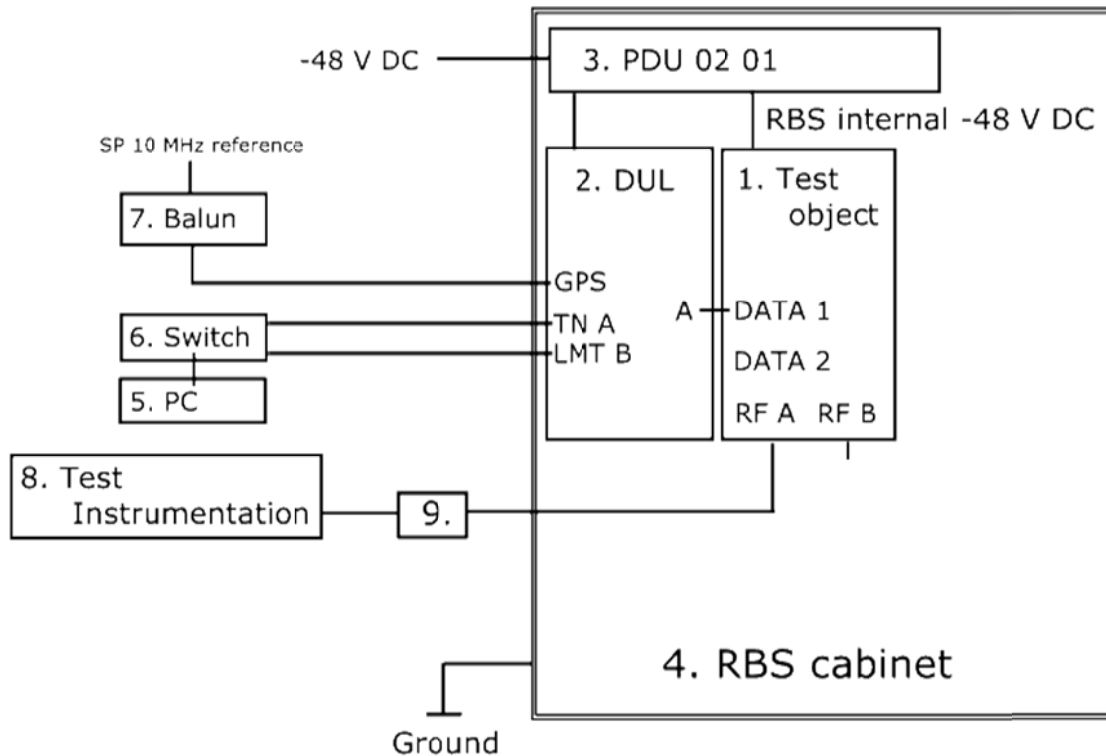 -48 V DC
3. PDU 02 01
RBS internal -48 V DC
SP 10 MHz reference
7. Balun
2. DUL
1. Test
object
GPS
6. Switch
TN A
LMT B
A
DATA 1
DATA 2
5. PC
RF A RF B
8. Test
Instrumentation
9.
4. RBS cabinet
Ground